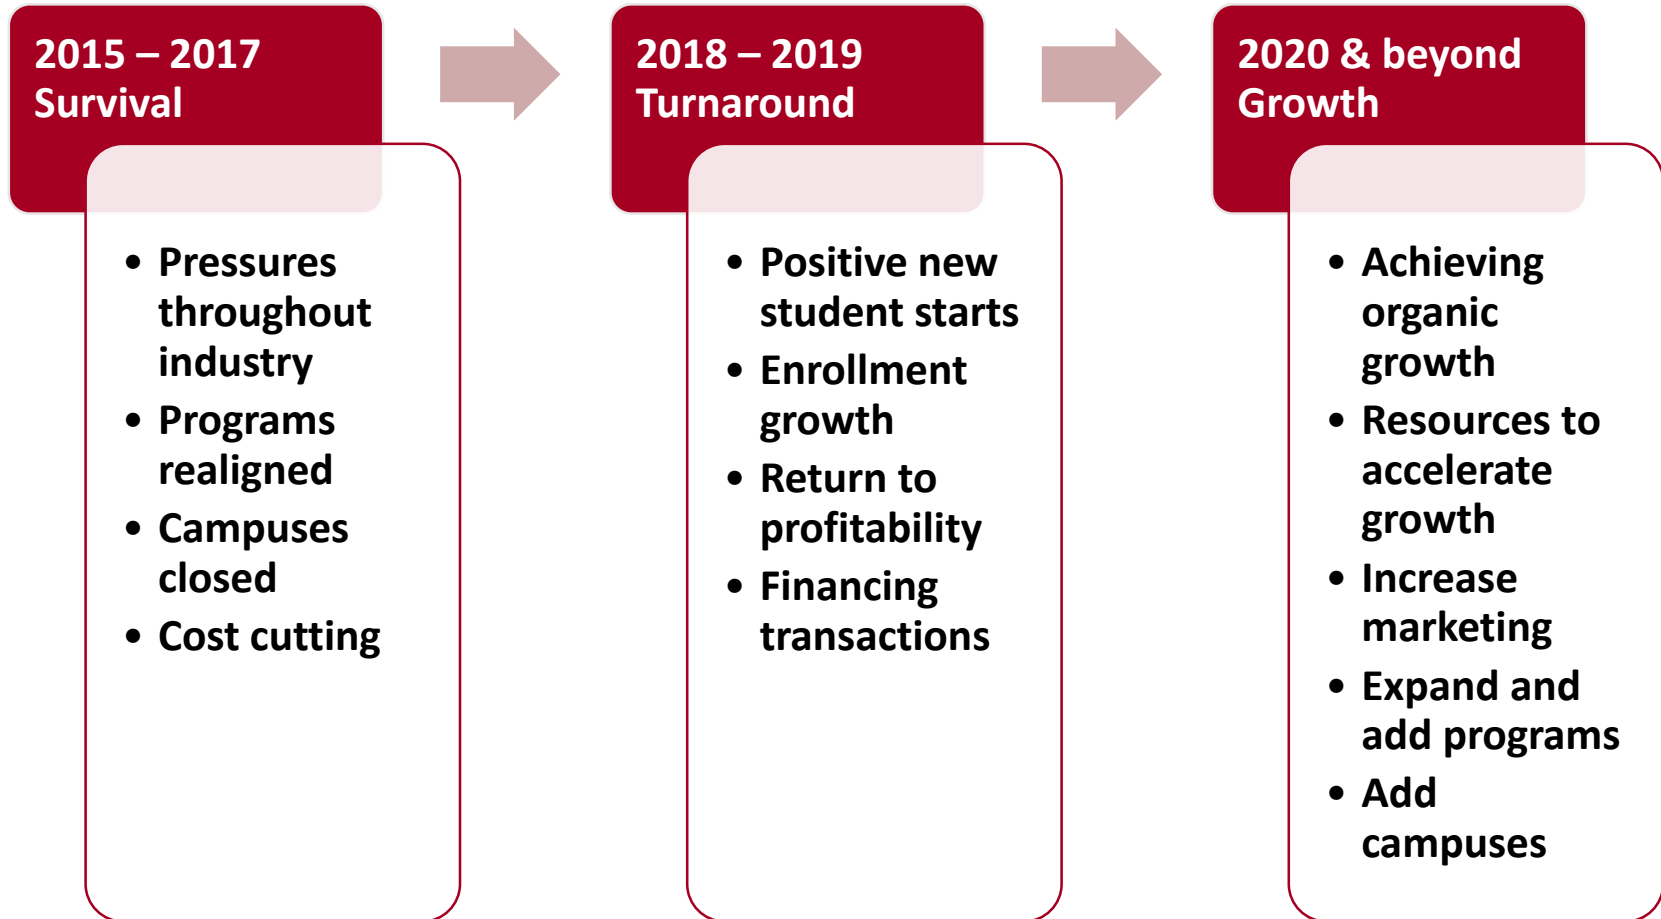 2015 – 2017
Survival
• Pressures
throughout
industry
• Programs
realigned
• Campuses
closed
• Cost cutting
2018 – 2019
Turnaround
• Positive new
student starts
• Enrollment
growth
• Return to
profitability
• Financing
transactions
2020 & beyond
Growth
• Achieving
organic
growth
• Resources to
accelerate
growth
• Increase
marketing
• Expand and
add programs
• Add
campuses